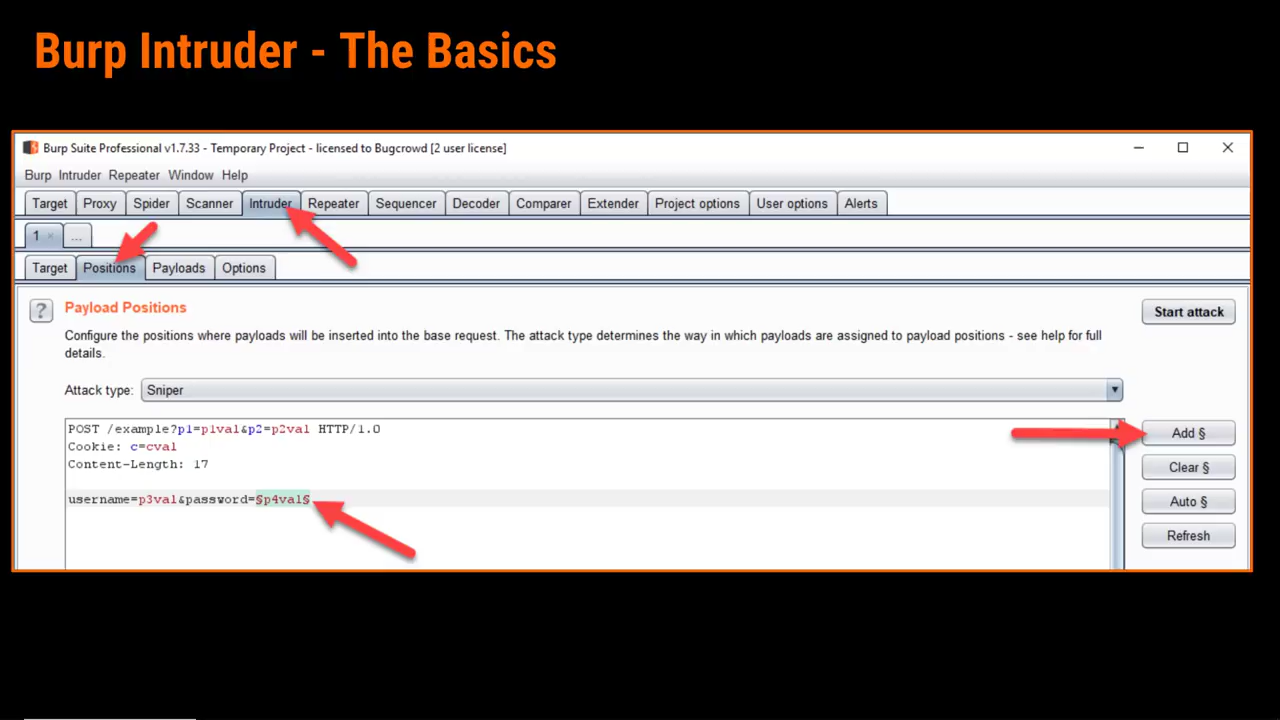 Burp Intruder - The Basics
Burp Suite Professional v1.7.33 - Temporary Project - licensed to Bugcrowd [2 user license]
Burp Intruder Repeater Window Help
Target Proxy Spider Scanner Intruder Repeater Sequencer Decoder Comparer Extender Project options User options Alerts
1 × ...
Target Positions Payloads Options
? Payload Positions
Start attack
Configure the positions where payloads will be inserted into the base request. The attack type determines the way in which payloads are assigned to payload positions - see help for full
details.
Attack type: Sniper
POST /example?p1=p1val&p2=p2val HTTP/1.0
Cookie: c=cval
Content-Length: 17
username=p3val&password=§p4val§
Add §
Clear §
Auto §
Refresh